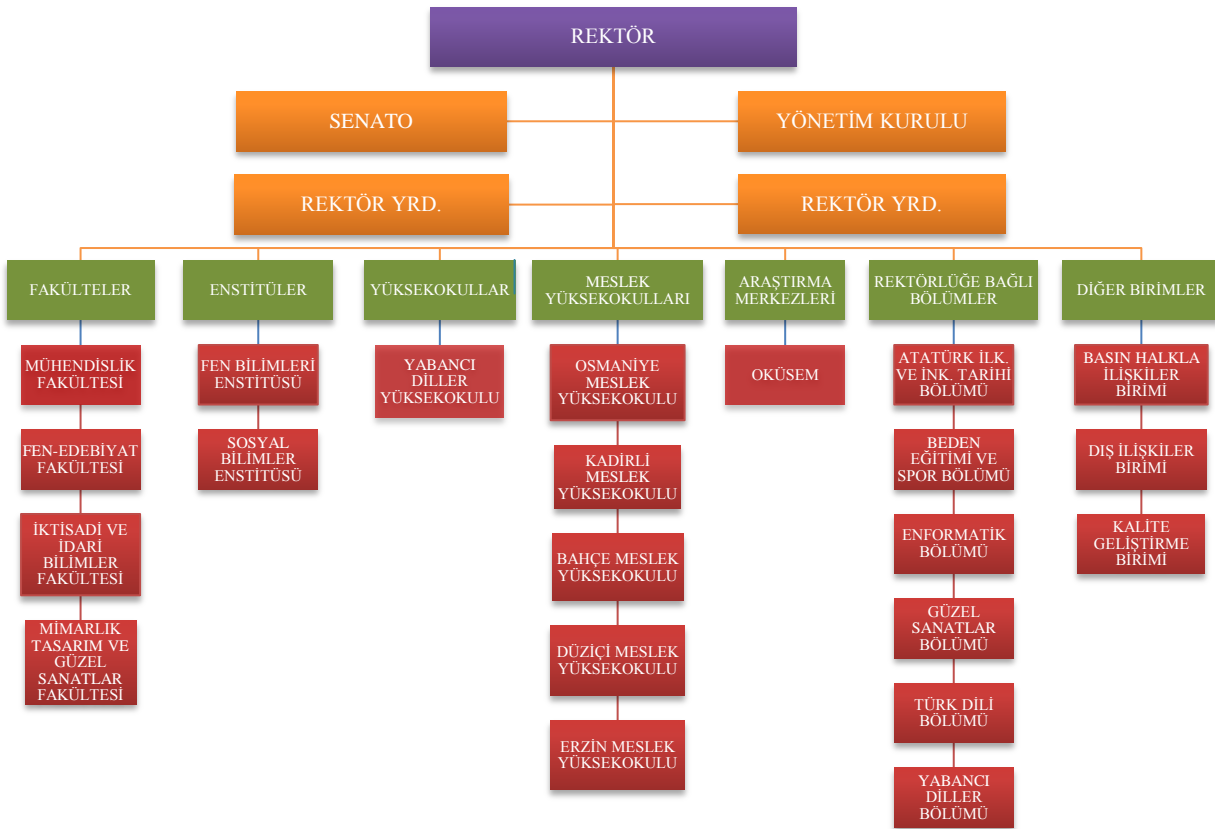 REKTÖR
SENATO
YÖNETİM KURULU
REKTÖR YRD.
REKTÖR YRD.
FAKÜLTELER
MÜHENDİSLİK
FAKÜLTESİ
FEN-EDEBİYAT
FAKÜLTESİ
İKTİSADİ VE
İDARİ
BİLİMLER
FAKÜLTESİ
MİMARLIK
TASARIM VE
GÜZEL
SANATLAR
FAKÜLTESİ
ENSTİTÜLER
FEN BİLİMLERİ
ENSTİTÜSÜ
SOSYAL
BİLİMLER
ENSTİTÜSÜ
YÜKSEKOKULLAR
YABANCI
DİLLER
YÜKSEKOKULU
MESLEK
YÜKSEKOKULLARI
OSMANİYE
MESLEK
YÜKSEKOKULU
KADİRLİ
MESLEK
YÜKSEKOKULU
BAHÇE MESLEK
YÜKSEKOKULU
DÜZİÇİ MESLEK
YÜKSEKOKULU
ERZİN MESLEK
YÜKSEKOKULU
ARAŞTIRMA
MERKEZLERİ
OKÜSEM
REKTÖRLÜĞE BAĞLI
BÖLÜMLER
ATATÜRK İLK.
VE İNK. TARİHİ
BÖLÜMÜ
BEDEN
EĞİTİMİ VE
SPOR BÖLÜMÜ
ENFORMATİK
BÖLÜMÜ
GÜZEL
SANATLAR
BÖLÜMÜ
TÜRK DİLİ
BÖLÜMÜ
YABANCI
DİLLER
BÖLÜMÜ
DİĞER BİRİMLER
BASIN HALKLA
İLİŞKİLER
BİRİMİ
DIŞ İLİŞKİLER
BİRİMİ
KALİTE
GELİŞTİRME
BİRİMİ